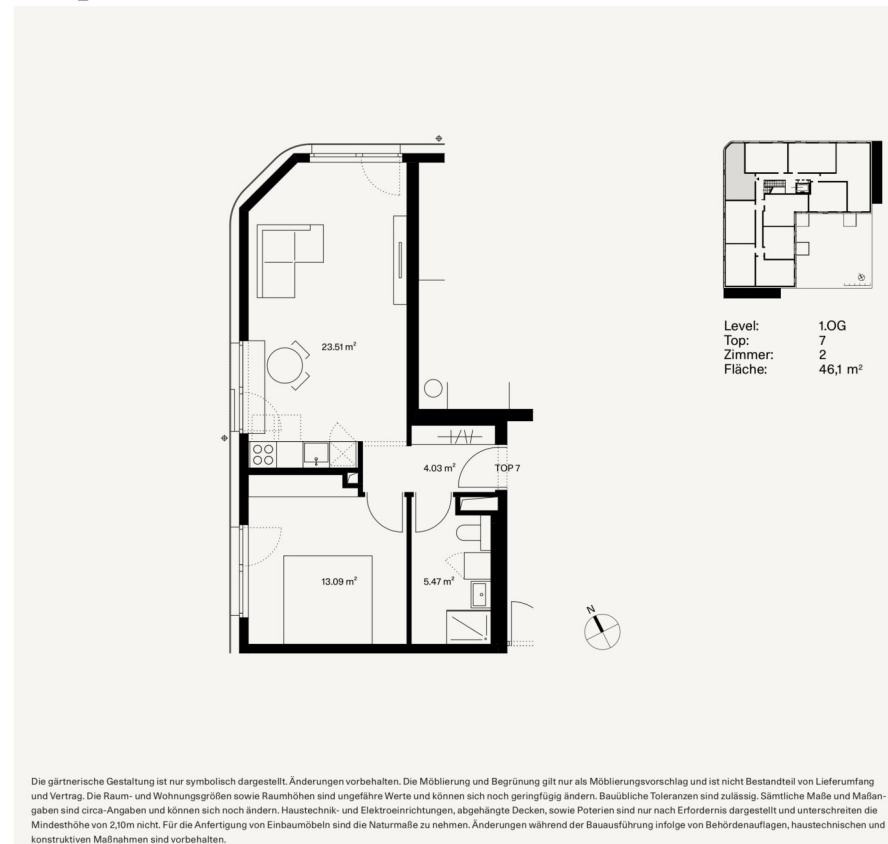 23.51 m²
4.03 m²
TOP 7
13.09 m²
5.47 m²
N
Level: 1.OG
Top: 7
Zimmer: 2
Fläche: 46,1 m²
Die gärtnerische Gestaltung ist nur symbolisch dargestellt. Änderungen vorbehalten. Die Möblierung und Begrünung gilt nur als Möblierungsvorschlag und ist nicht Bestandteil von Lieferumfang
und Vertrag. Die Raum- und Wohnungsgrößen sowie Raumhöhen sind ungefähre Werte und können sich noch geringfügig ändern. Bauübliche Toleranzen sind zulässig. Sämtliche Maße und Maßan-
gaben sind circa-Angaben und können sich noch ändern. Haustechnik- und Elektroeinrichtungen, abgehängte Decken, sowie Poterien sind nur nach Erfordernis dargestellt und unterschreiten die
Mindesthöhe von 2,10m nicht. Für die Anfertigung von Einbaumöbeln sind die Naturmaße zu nehmen. Änderungen während der Bauausführung infolge von Behördenauflagen, haustechnischen und
konstruktiven Maßnahmen sind vorbehalten.